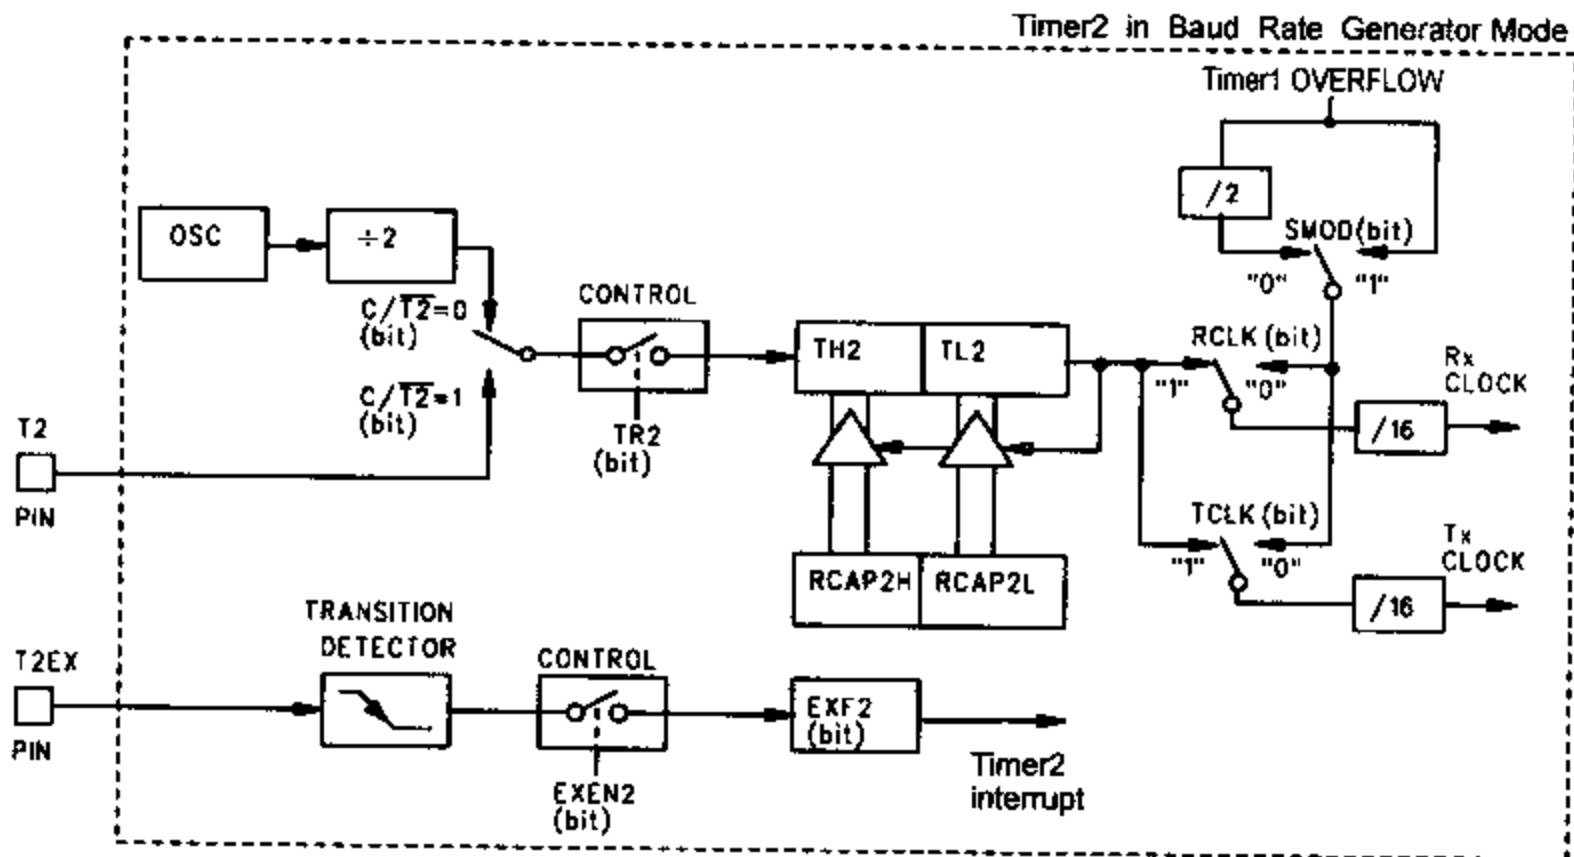 Timer2 in Baud Rate Generator Mode
Timer1 OVERFLOW
/2
OSC
÷2
SMOD(bit)
"0"
"1"
C/T2̅=0
(bit)
CONTROL
TH2
TL2
RCLK(bit)
"1"
"0"
Rx
CLOCK
C/T2̅=1
(bit)
TR2
(bit)
/16
T2
PIN
TCLK(bit)
"1"
"0"
Tx
CLOCK
RCAP2H
RCAP2L
/16
TRANSITION
DETECTOR
T2EX
PIN
CONTROL
EXF2
(bit)
EXEN2
(bit)
Timer2
interrupt